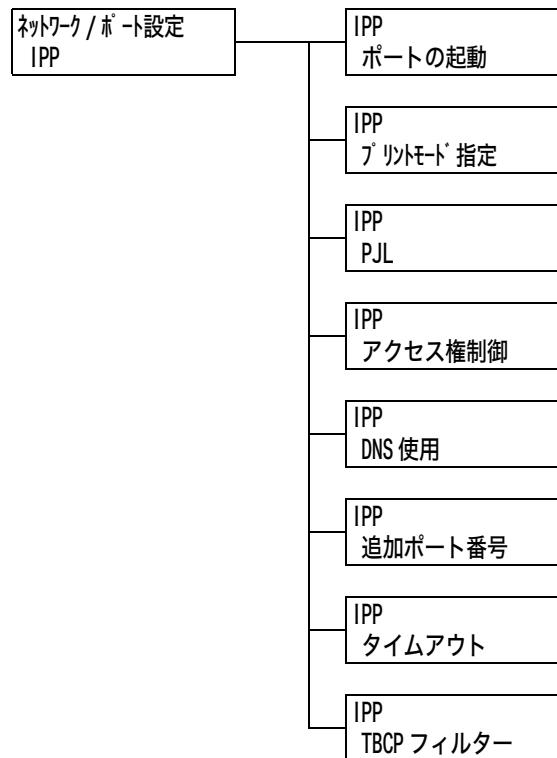 ネットワーク / ポート設定
IPP
IPP
ポートの起動
IPP
プリントモード指定
IPP
PJL
IPP
アクセス権制御
IPP
DNS 使用
IPP
追加ポート番号
IPP
タイムアウト
IPP
TBCP フィルター